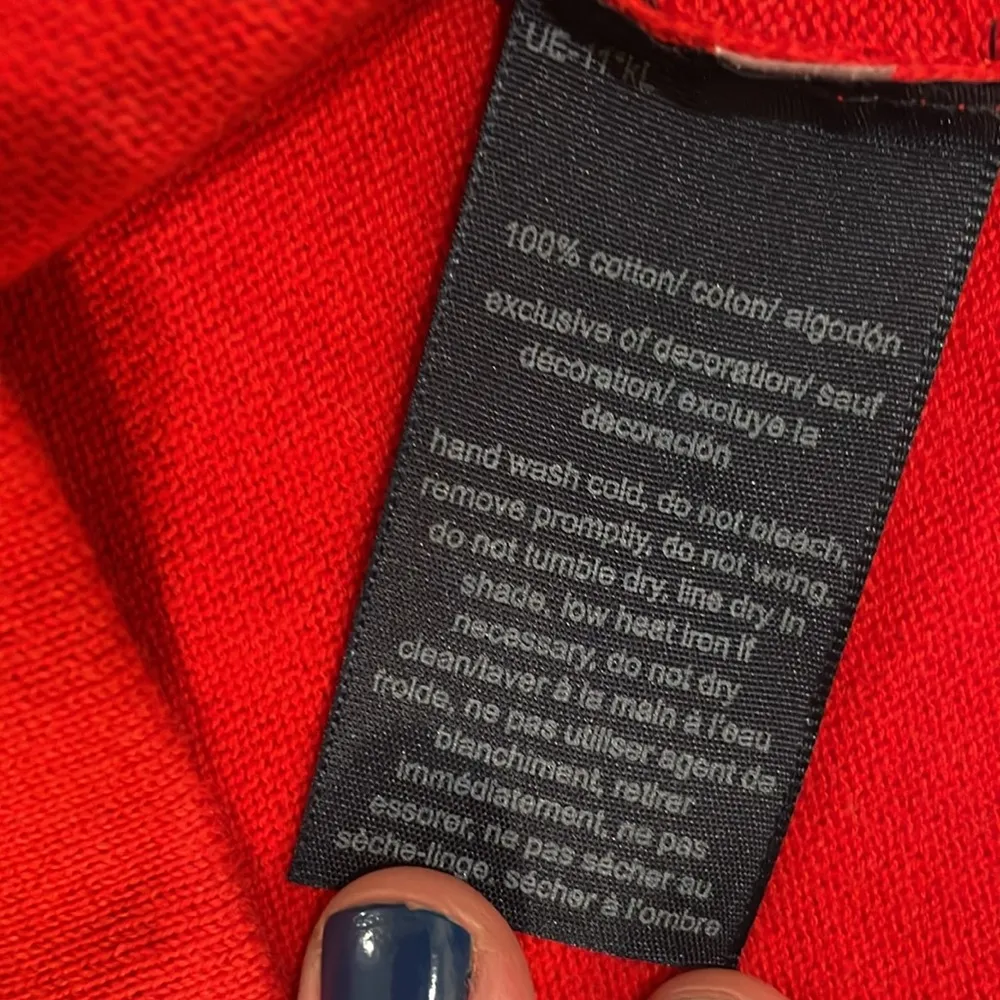 100% cotton/ coton/ algodón
exclusive of decoration/ sauf
décoration/ excluye la
decoración
hand wash cold, do not bleach,
remove promptly, do not wring,
do not tumble dry, line dry in
shade, low heat iron if
necessary, do not dry
clean/laver à la main à l'eau
froide, ne pas utiliser agent de
blanchiment, retirer
immédiatement, ne pas
essorer, ne pas sécher au
sèche-linge, sécher à l'ombre